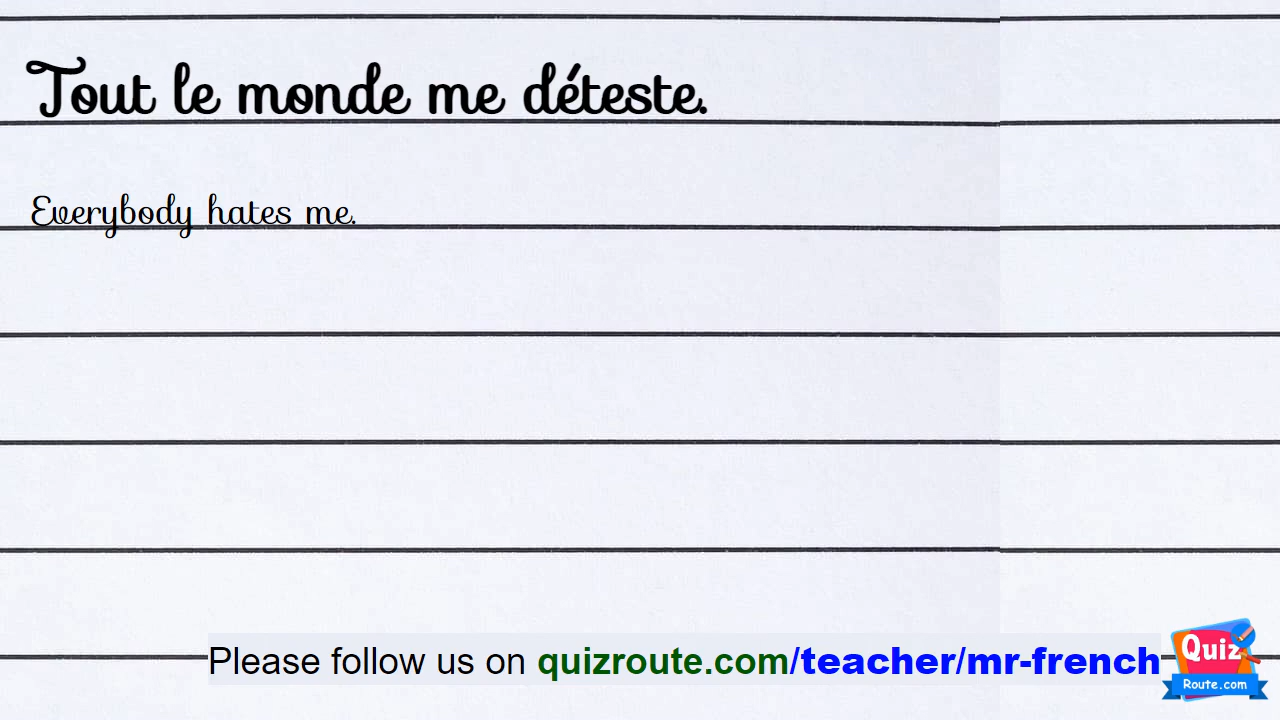 Tout le monde me déteste.
Everybody hates me.
Please follow us on quizroute.com/teacher/mr-french
Quiz
Route.com